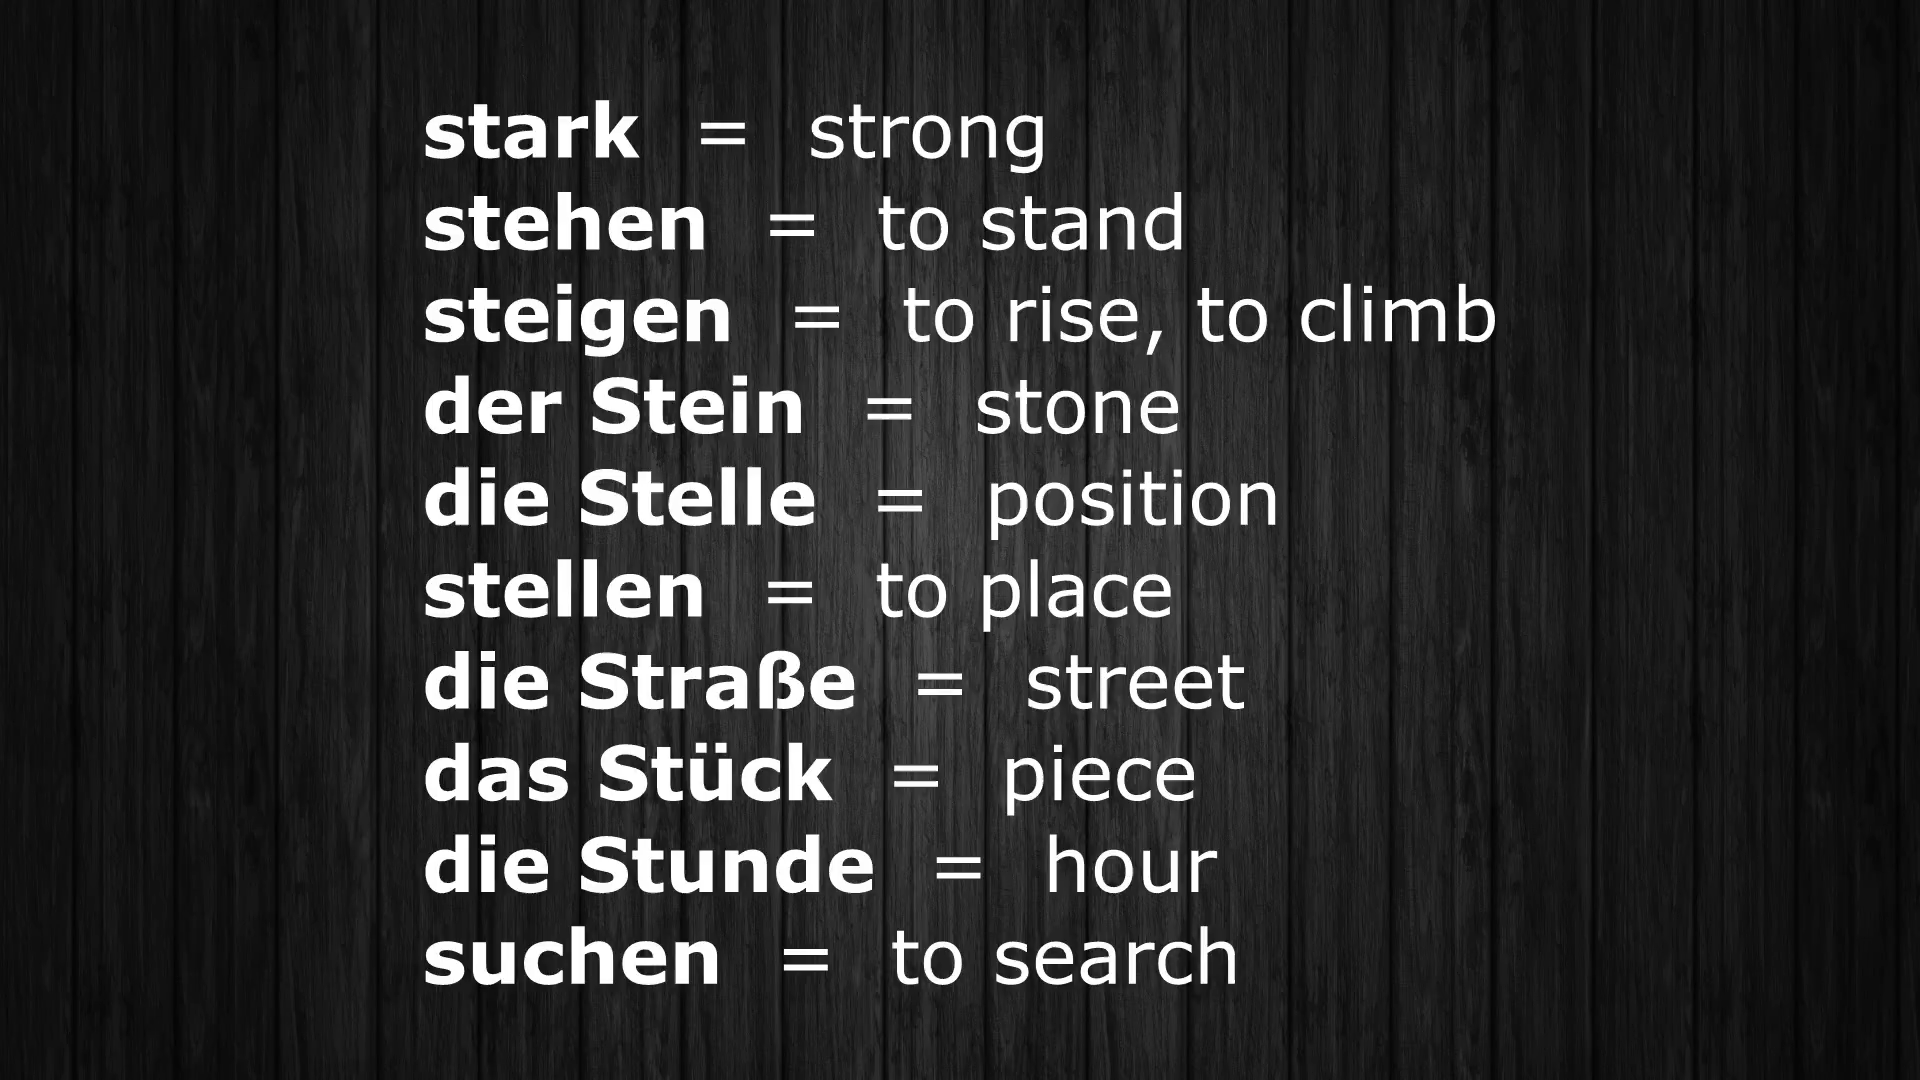 stark = strong
stehen = to stand
steigen = to rise, to climb
der Stein = stone
die Stelle = position
stellen = to place
die Straße = street
das Stück = piece
die Stunde = hour
suchen = to search